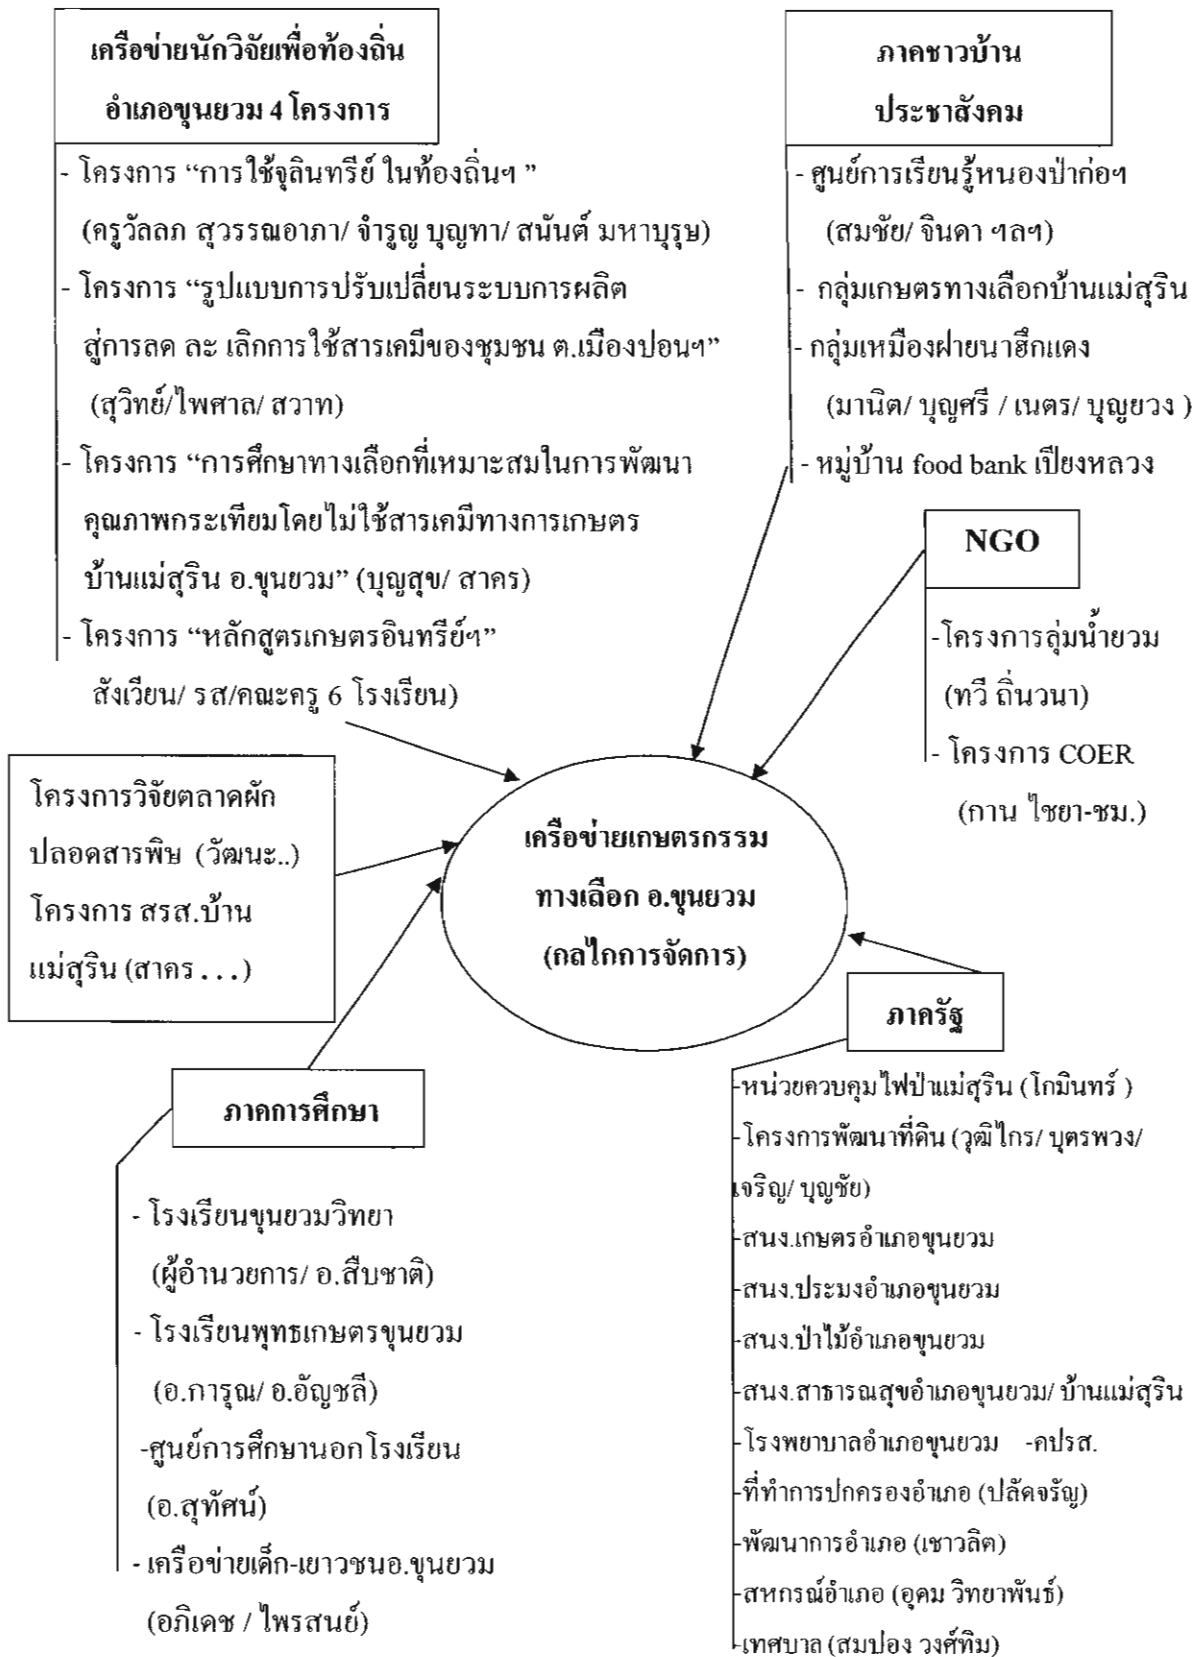 เครือข่ายนักวิจัยเพื่อท้องถิ่น
อำเภอขุนยวม 4 โครงการ
- โครงการ “การใช้จุลินทรีย์ ในท้องถิ่นฯ ”
(ครูวัลลภ สุวรรณอาภา/ จำรูญ บุญทา/ สนันต์ มหาบุรุษ)
- โครงการ “รูปแบบการปรับเปลี่ยนระบบการผลิต
สู่การลด ละ เลิกการใช้สารเคมีของชุมชน ต.เมืองปอนฯ”
(สุวิทย์/ไพศาล/ สวาท)
- โครงการ “การศึกษาทางเลือกที่เหมาะสมในการพัฒนา
คุณภาพกระเทียมโดยไม่ใช้สารเคมีทางการเกษตร
บ้านแม่สุริน อ.ขุนยวม” (บุญสุข/ สาคร)
- โครงการ “หลักสูตรเกษตรอินทรีย์ฯ”
สังเวียน/ รส/คณะครู 6 โรงเรียน)
ภาคชาวบ้าน
ประชาสังคม
- ศูนย์การเรียนรู้หนองป่าก่อฯ
(สมชัย/ จินดา ฯลฯ)
- กลุ่มเกษตรทางเลือกบ้านแม่สุริน
- กลุ่มเหมืองฝายนาฮึกแดง
(มานิต/ บุญศรี / เนตร/ บุญยวง )
- หมู่บ้าน food bank เปียงหลวง
NGO
-โครงการลุ่มน้ำยวม
(ทวี ถิ่นวนา)
- โครงการ COER
(กาน ไชยา-ชม.)
โครงการวิจัยตลาดผัก
ปลอดสารพิษ (วัฒนะ..)
โครงการ สรส.บ้าน
แม่สุริน (สาคร . . .)
เครือข่ายเกษตรกรรม
ทางเลือก อ.ขุนยวม
(กลไกการจัดการ)
ภาครัฐ
-หน่วยควบคุมไฟป่าแม่สุริน (โกมินทร์ )
-โครงการพัฒนาที่ดิน (วุฒิไกร/ บุตรพวง/
เจริญ/ บุญชัย)
-สนง.เกษตรอำเภอขุนยวม
-สนง.ประมงอำเภอขุนยวม
-สนง.ป่าไม้อำเภอขุนยวม
-สนง.สาธารณสุขอำเภอขุนยวม/ บ้านแม่สุริน
-โรงพยาบาลอำเภอขุนยวม -คปรส.
-ที่ทำการปกครองอำเภอ (ปลัดจรัญ)
-พัฒนาการอำเภอ (เชาวลิต)
-สหกรณ์อำเภอ (อุดม วิทยาพันธ์)
-เทศบาล (สมปอง วงศ์ทิม)
ภาคการศึกษา
- โรงเรียนขุนยวมวิทยา
(ผู้อำนวยการ/ อ.สืบชาติ)
- โรงเรียนพุทธเกษตรขุนยวม
(อ.การุณ/ อ.อัญชลี)
-ศูนย์การศึกษานอกโรงเรียน
(อ.สุทัศน์)
- เครือข่ายเด็ก-เยาวชนอ.ขุนยวม
(อภิเดช / ไพรสนย์)